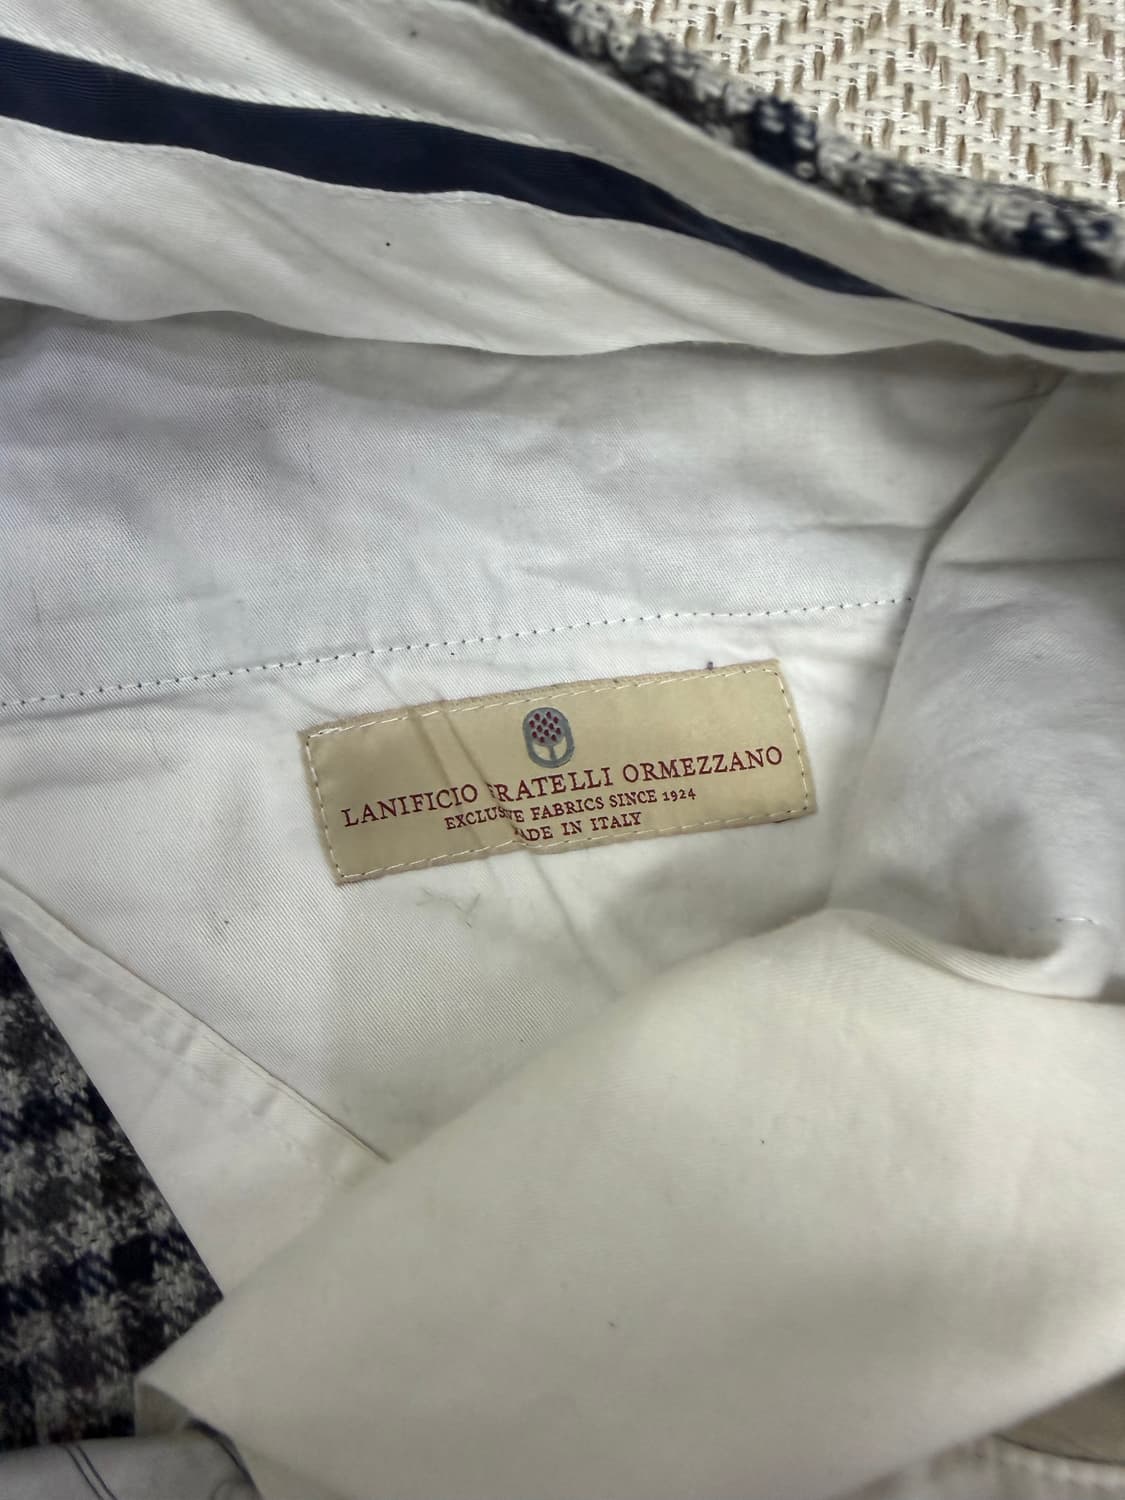 LANIFICIO FRATELLI ORMEZZANO
EXCLUSIVE FABRICS SINCE 1924
MADE IN ITALY